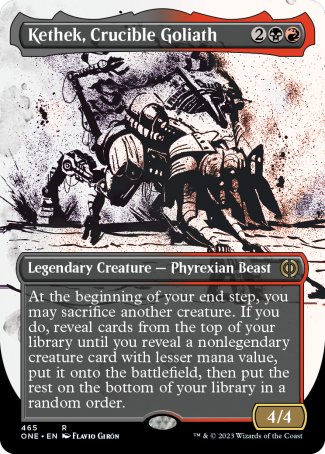 Kethek, Crucible Goliath 2
Legendary Creature — Phyrexian Beast
At the beginning of your end step, you
may sacrifice another creature. If you
do, reveal cards from the top of your
library until you reveal a nonlegendary
creature card with lesser mana value,
put it onto the battlefield, then put the
rest on the bottom of your library in a
random order.
4/4
465 R
ONE • EN Flavio Girón ™ & © 2023 Wizards of the Coast